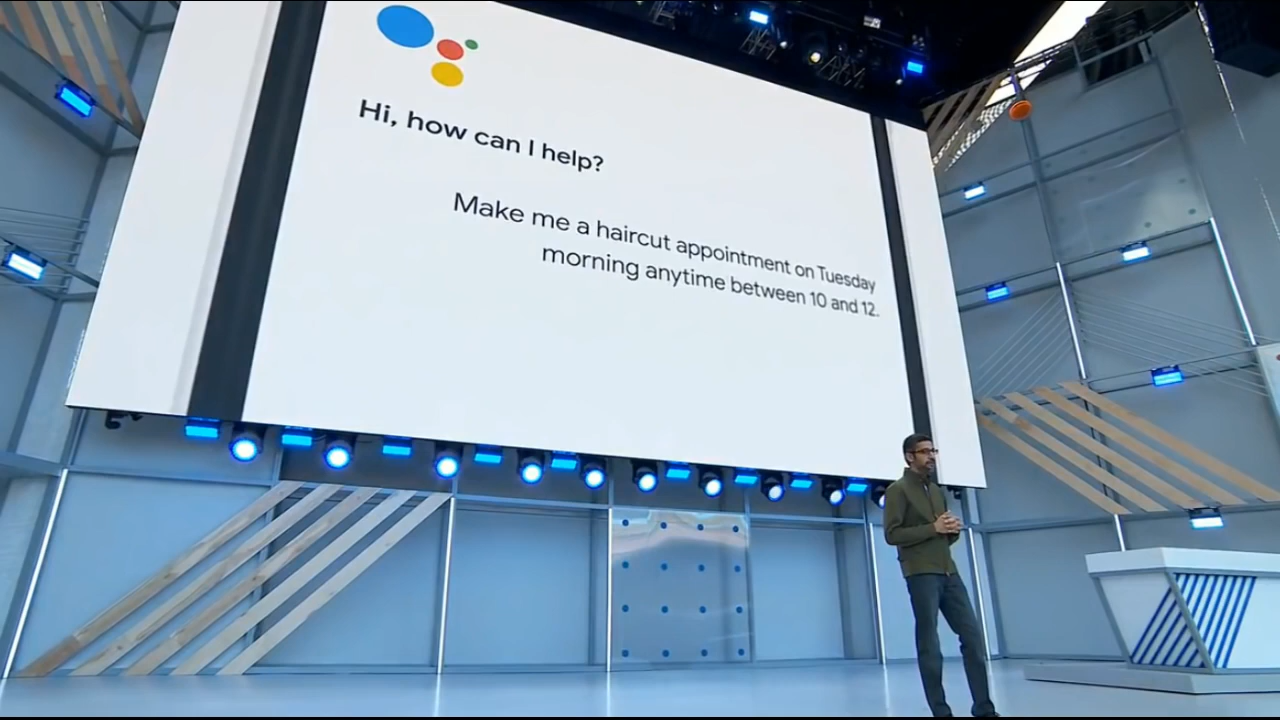 Hi, how can I help?
Make me a haircut appointment on Tuesday
morning anytime between 10 and 12.